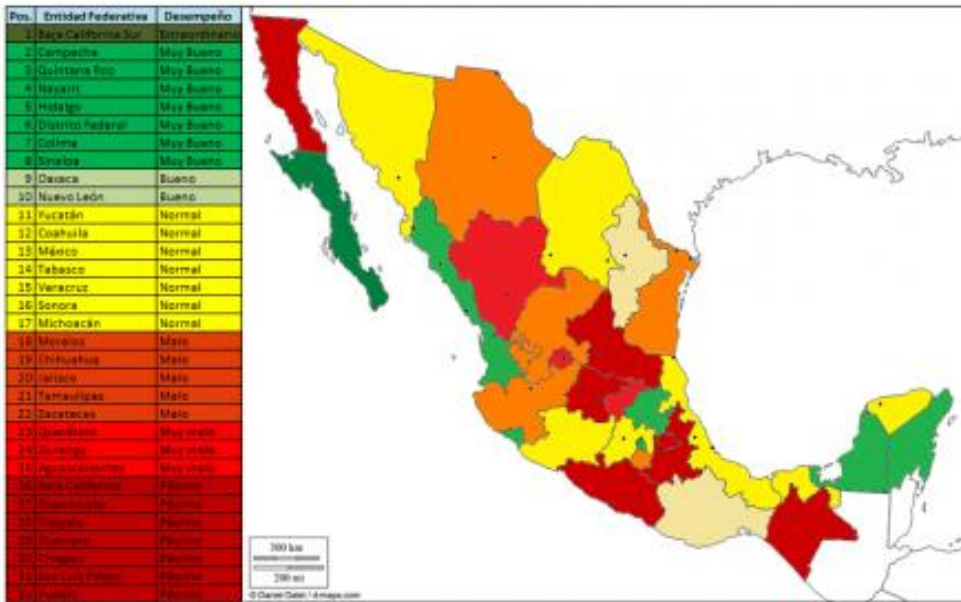 Pos. Entidad Federativa Desempeño
1 Baja California Sur Extraordinario
2 Campeche Muy Bueno
3 Quintana Roo Muy Bueno
4 Nayarit Muy Bueno
5 Hidalgo Muy Bueno
6 Distrito Federal Muy Bueno
7 Colima Muy Bueno
8 Sinaloa Muy Bueno
9 Oaxaca Bueno
10 Nuevo León Bueno
11 Yucatán Normal
12 Coahuila Normal
13 México Normal
14 Tabasco Normal
15 Veracruz Normal
16 Sonora Normal
17 Michoacán Normal
18 Morelos Malo
19 Chihuahua Malo
20 Jalisco Malo
21 Tamaulipas Malo
22 Zacatecas Malo
23 Querétaro Muy malo
24 Durango Muy malo
25 Aguascalientes Muy malo
26 Baja California Pésimo
27 Guanajuato Pésimo
28 Tlaxcala Pésimo
29 Guerrero Pésimo
30 Chiapas Pésimo
31 San Luis Potosí Pésimo
32 Puebla Pésimo
300 km
200 mi
© Daniel Dalet / d-maps.com